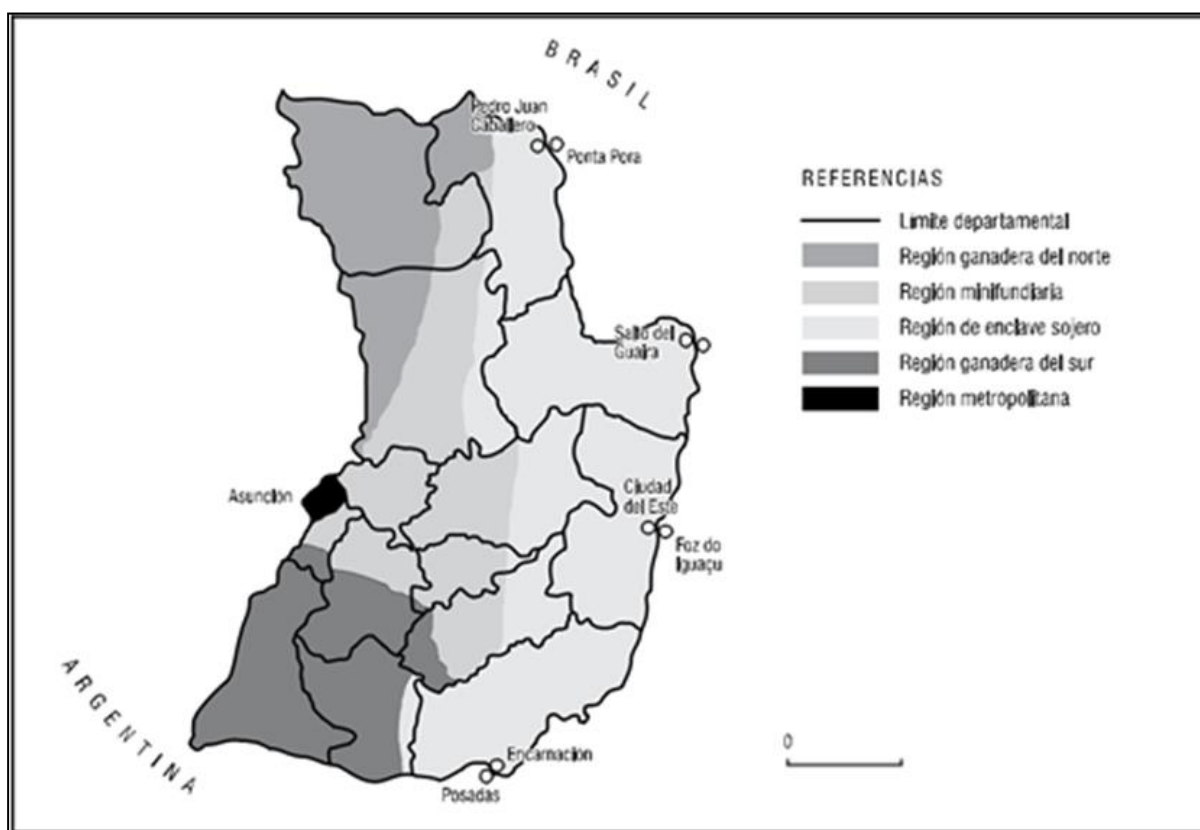 BRASIL
Pedro Juan
Caballero
Ponta Pora
REFERENCIAS
Limite departamental
Región ganadera del norte
Región minifundiaria
Región de enclave sojero
Región ganadera del sur
Región metropolitana
Salto del
Guaira
Asunción
Ciudad
del Este
Foz do
Iguaçu
ARGENTINA
Encarnación
Posadas
0